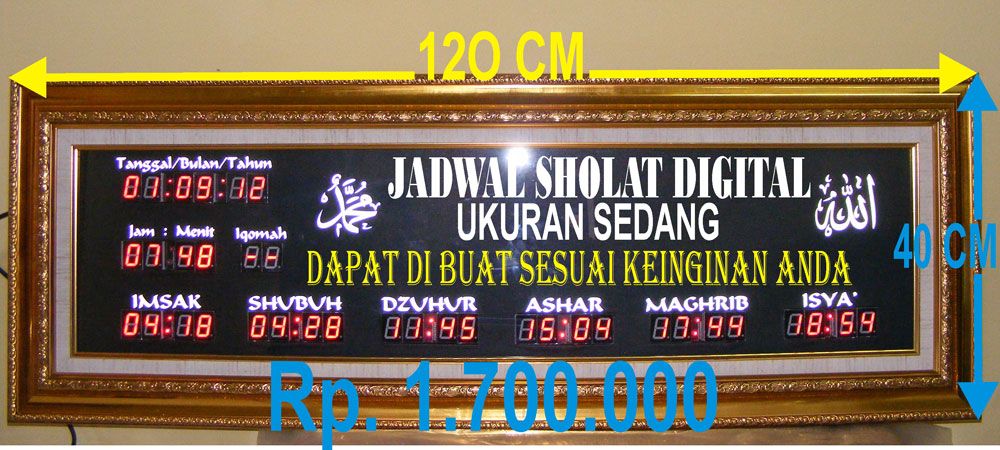 12O CM
Tanggal/Bulan/Tahun
01:09:12
JADWAL SHOLAT DIGITAL
محمد
الله
UKURAN SEDANG
Jam : Menit
Iqomah
07:48
40 CM
DAPAT DI BUAT SESUAI KEINGINAN ANDA
IMSAK
SHUBUH
DZUHUR
ASHAR
MAGHRIB
ISYA'
04:18
04:28
11:45
15:04
17:44
18:54
Rp. 1.700.000